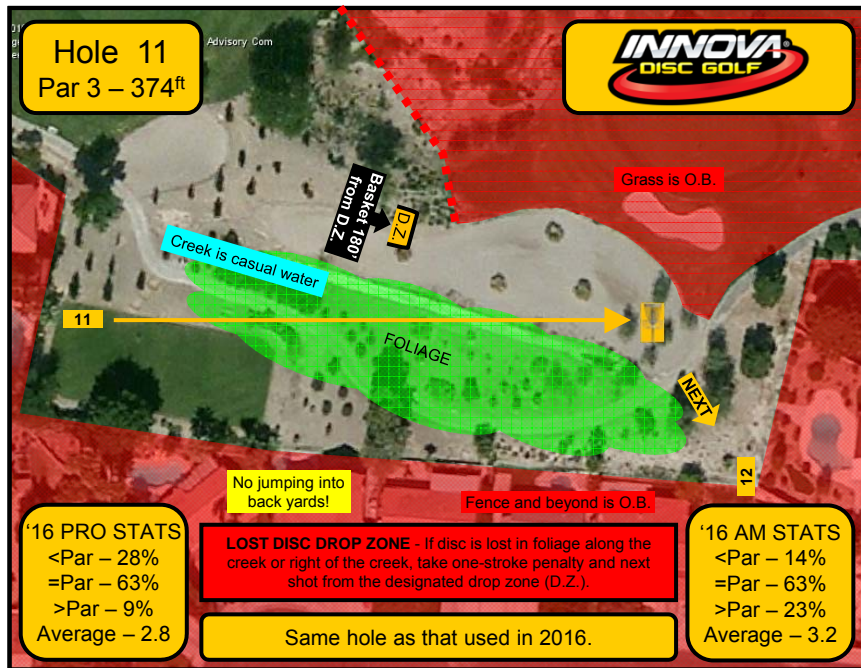 Hole 11
Par 3 – 374ft
Advisory Com
INNOVA®
DISC GOLF
Grass is O.B.
Basket 180'
from D.Z.
D.Z.
Creek is casual water
11
FOLIAGE
NEXT
12
No jumping into
back yards!
Fence and beyond is O.B.
'16 PRO STATS
<Par – 28%
=Par – 63%
>Par – 9%
Average – 2.8
LOST DISC DROP ZONE - If disc is lost in foliage along the
creek or right of the creek, take one-stroke penalty and next
shot from the designated drop zone (D.Z.).
Same hole as that used in 2016.
'16 AM STATS
<Par – 14%
=Par – 63%
>Par – 23%
Average – 3.2